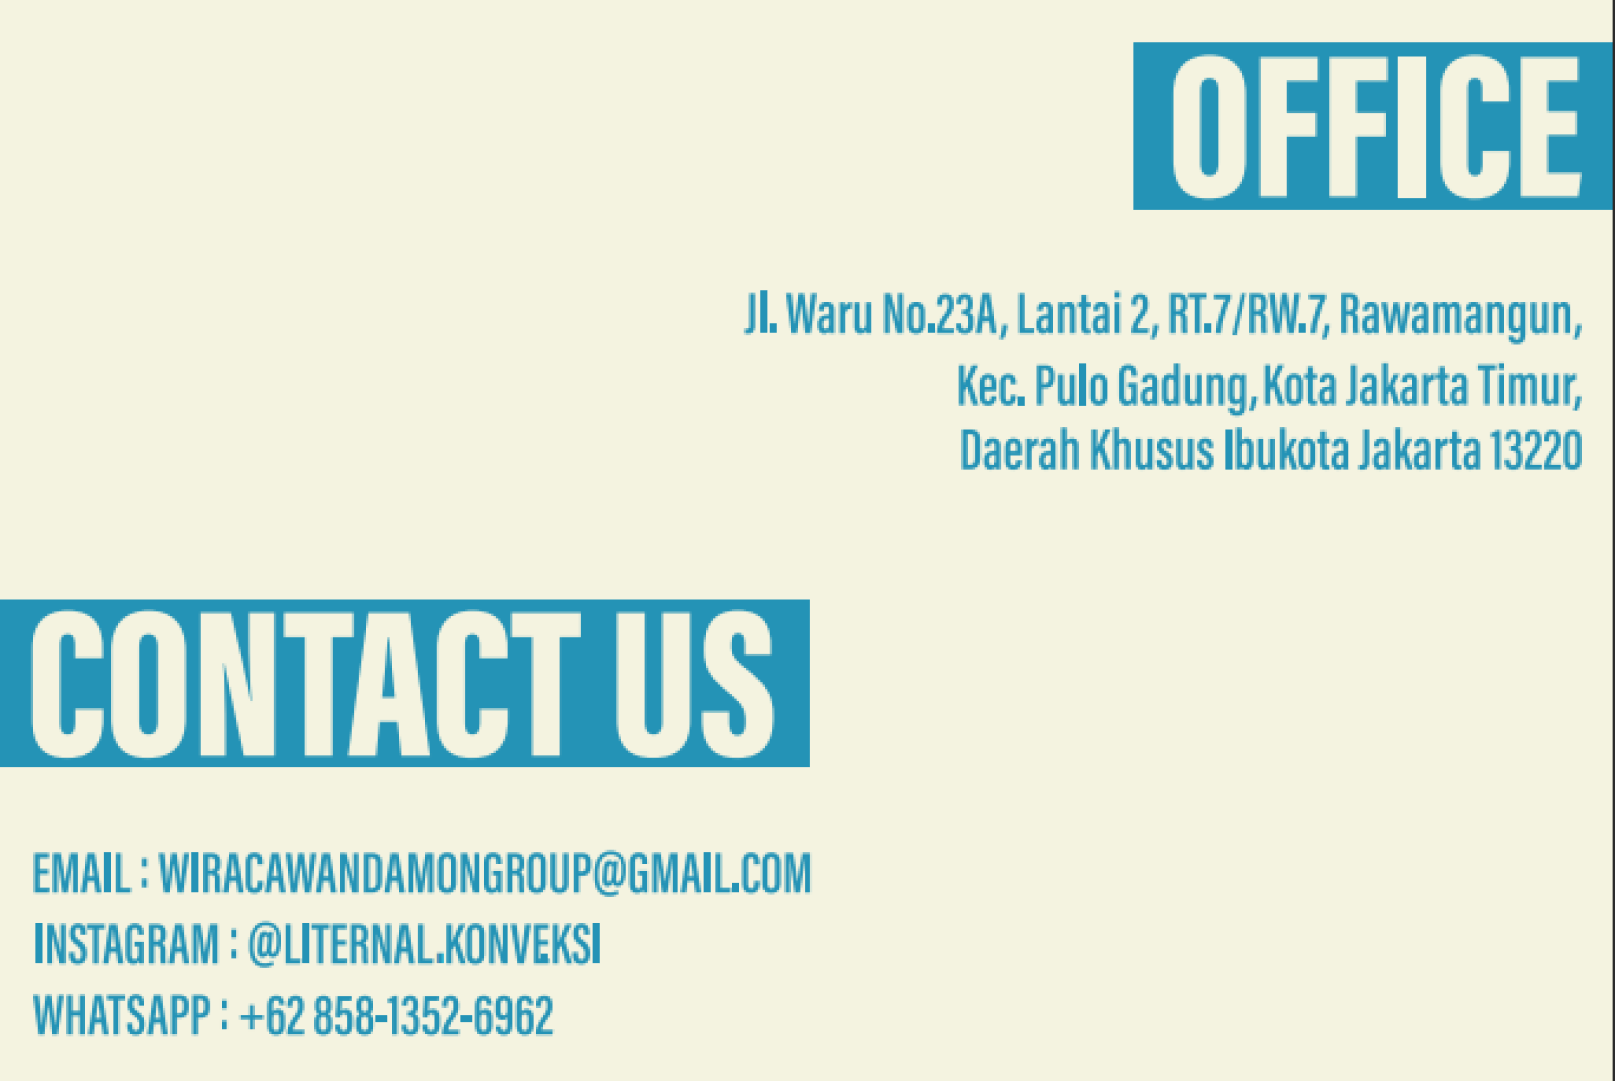 OFFICE
Jl. Waru No.23A, Lantai 2, RT.7/RW.7, Rawamangun,
Kec. Pulo Gadung, Kota Jakarta Timur,
Daerah Khusus Ibukota Jakarta 13220
CONTACT US
EMAIL : WIRACAWANDAMONGROUP@GMAIL.COM
INSTAGRAM : @LITERNAL.KONVEKSI
WHATSAPP : +62 858-1352-6962